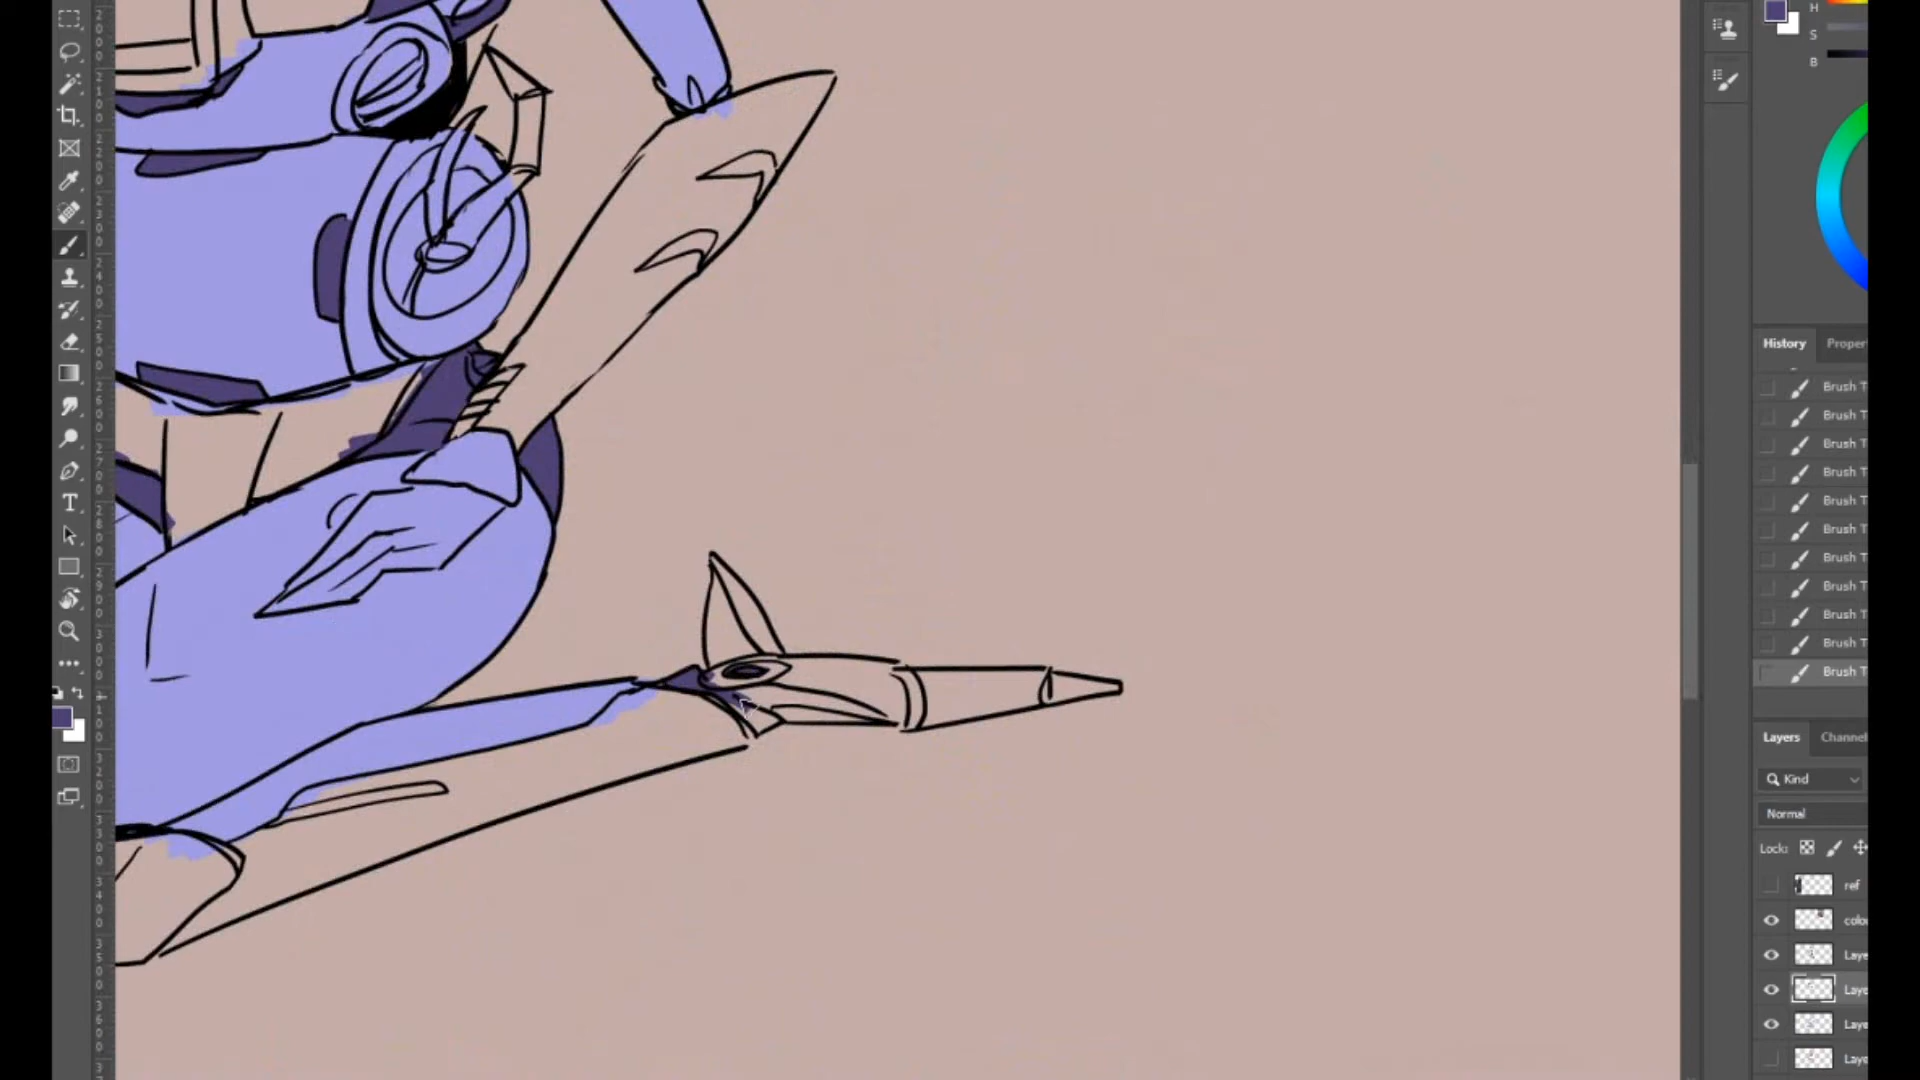 H
S
B
History Proper
Brush T
Brush T
Brush T
Brush T
Brush T
Brush T
Brush T
Brush T
Brush T
Brush T
Brush T
Layers Channel
Kind
Normal
Lock:
ref
colo
Laye
Laye
Laye
Laye
T